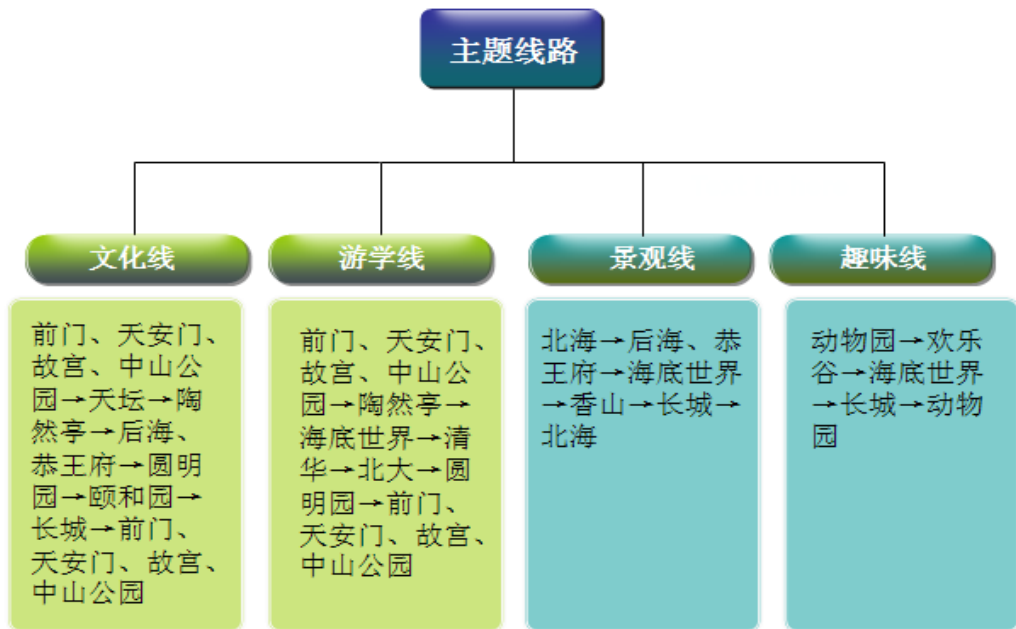 主题线路
文化线
前门、天安门、
故宫、中山公
园→天坛→陶
然亭→后海、
恭王府→圆明
园→颐和园→
长城→前门、
天安门、故宫、
中山公园
游学线
前门、天安门、
故宫、中山公
园→陶然亭→
海底世界→清
华→北大→圆
明园→前门、
天安门、故宫、
中山公园
景观线
北海→后海、恭
王府→海底世界
→香山→长城→
北海
趣味线
动物园→欢乐
谷→海底世界
→长城→动物
园